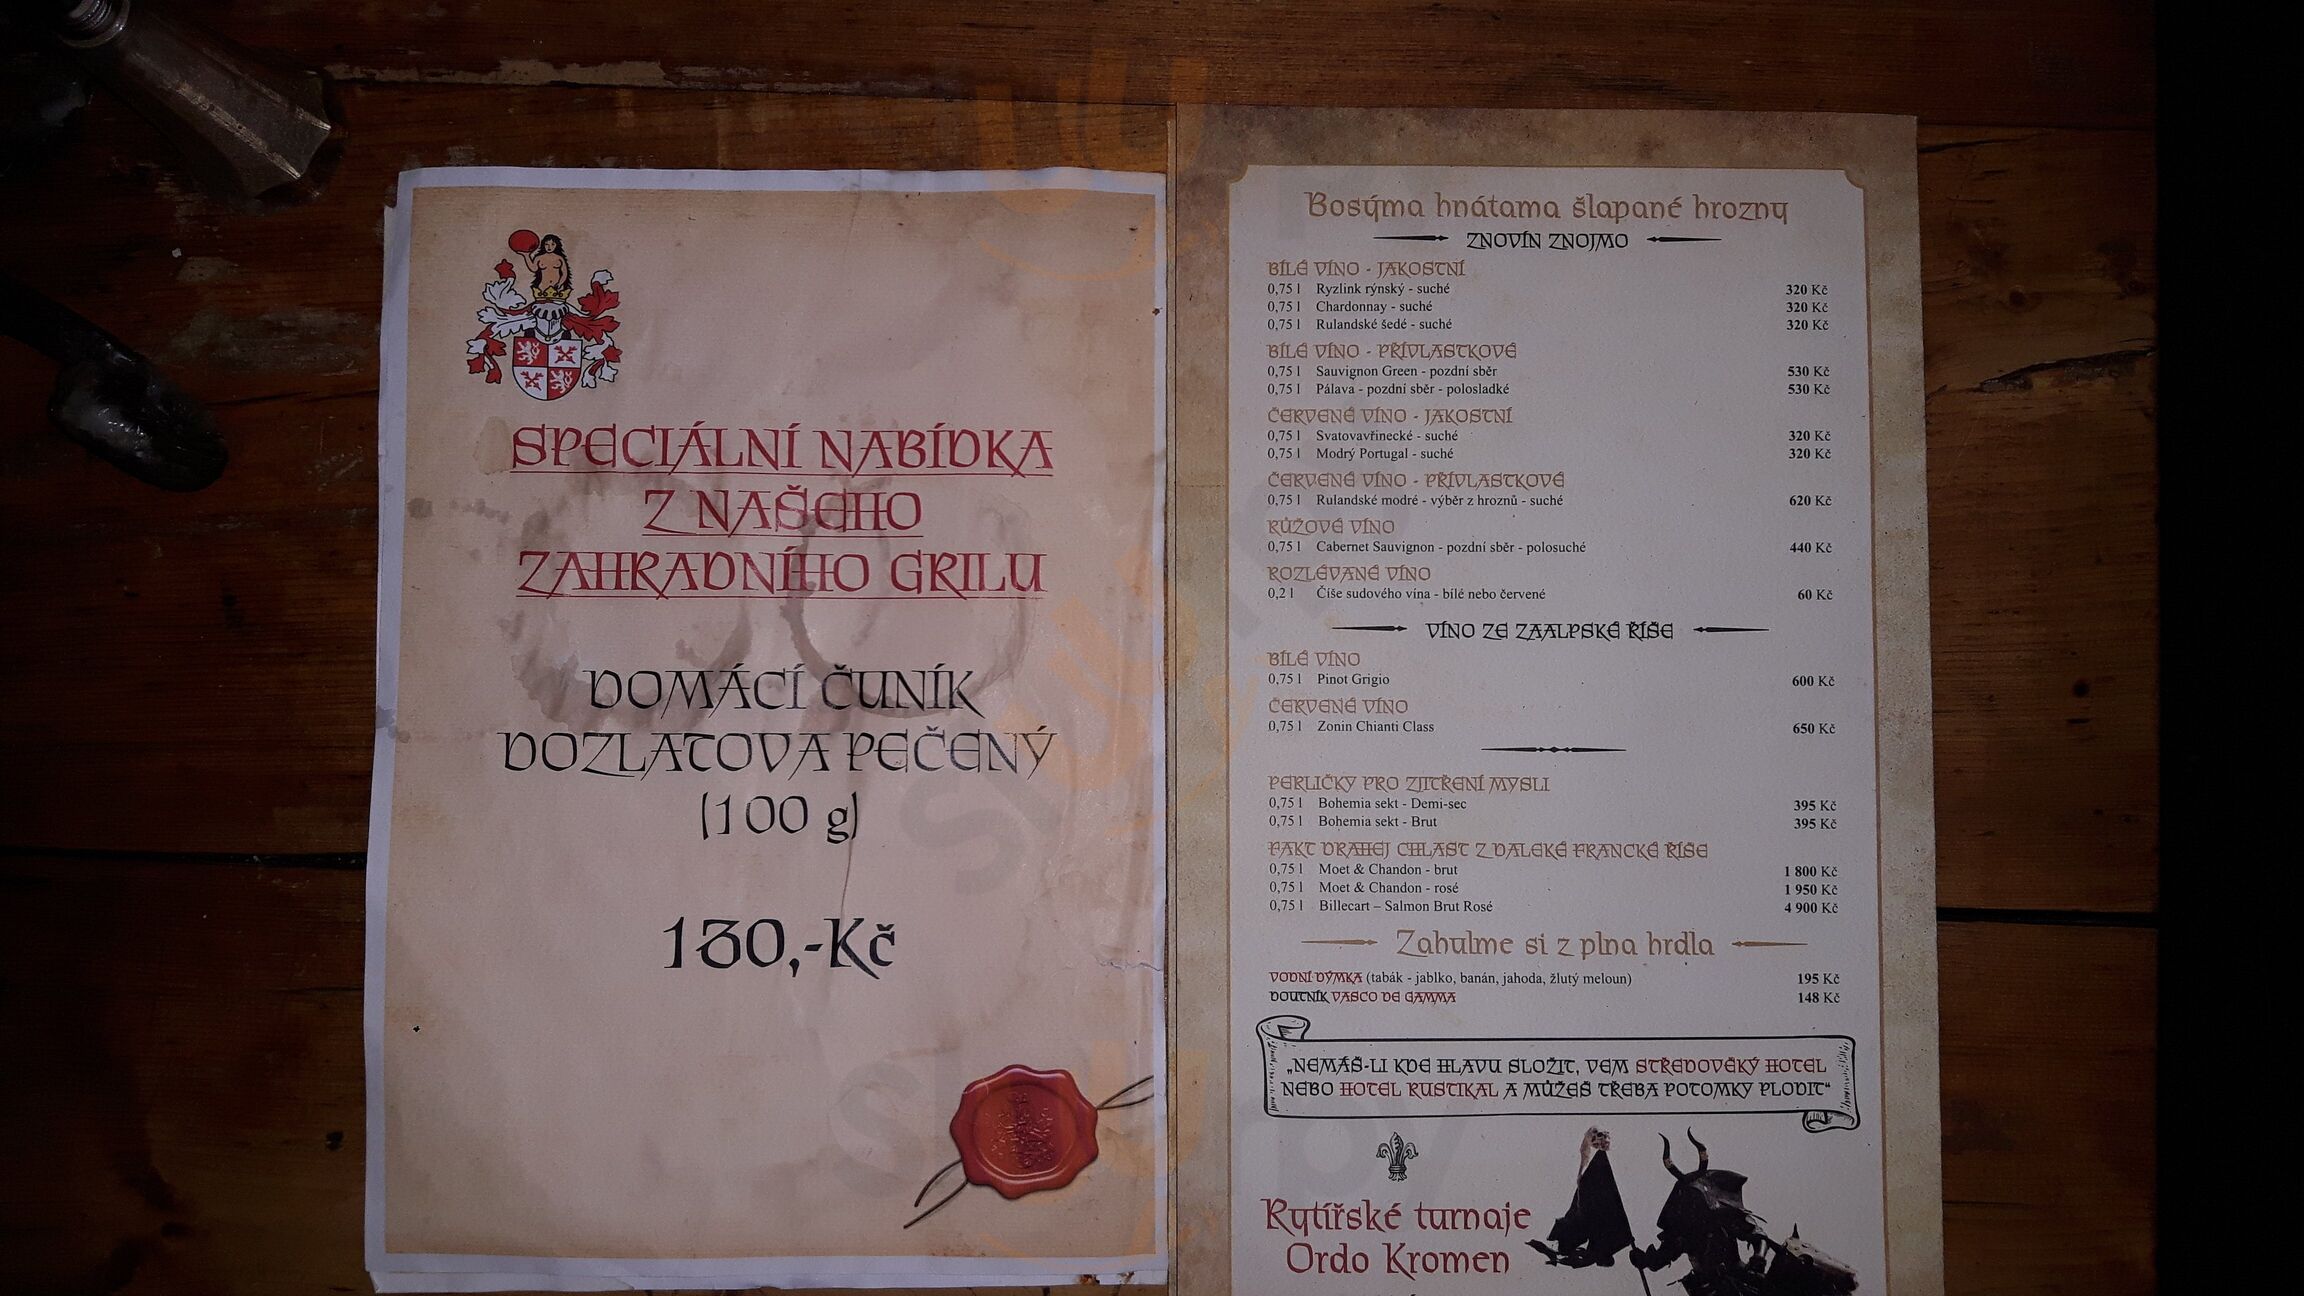 SPECIÁLNÍ NABÍDKA
Z NAŠEHO
ZAHRADNÍHO GRILU
DOMÁCÍ ČUNÍK
DOZLATOVA PEČENÝ
(100 g)
130,-Kč
Bosýma hnátama šlapané hrozny
ZNOVÍN ZNOJMO
BÍLÉ VÍNO - JAKOSTNÍ
0,75 l Ryzlink rýnský - suché 320 Kč
0,75 l Chardonnay - suché 320 Kč
0,75 l Rulandské šedé - suché 320 Kč
BÍLÉ VÍNO - PŘÍVLASTKOVÉ
0,75 l Sauvignon Green - pozdní sběr 530 Kč
0,75 l Pálava - pozdní sběr - polosladké 530 Kč
ČERVENÉ VÍNO - JAKOSTNÍ
0,75 l Svatovavřinecké - suché 320 Kč
0,75 l Modrý Portugal - suché 320 Kč
ČERVENÉ VÍNO - PŘÍVLASTKOVÉ
0,75 l Rulandské modré - výběr z hroznů - suché 620 Kč
RŮŽOVÉ VÍNO
0,75 l Cabernet Sauvignon - pozdní sběr - polosuché 440 Kč
ROZLÉVANÉ VÍNO
0,2 l Číše sudového vína - bílé nebo červené 60 Kč
VÍNO ZE ZAALPSKÉ ŘÍŠE
BÍLÉ VÍNO
0,75 l Pinot Grigio 600 Kč
ČERVENÉ VÍNO
0,75 l Zonin Chianti Class 650 Kč
PERLIČKY PRO ZJITŘENÍ MYSLI
0,75 l Bohemia sekt - Demi-sec 395 Kč
0,75 l Bohemia sekt - Brut 395 Kč
FAKT DRAHEJ CHLAST Z DALEKÉ FRANCKÉ ŘÍŠE
0,75 l Moet & Chandon - brut 1 800 Kč
0,75 l Moet & Chandon - rosé 1 950 Kč
0,75 l Billecart – Salmon Brut Rosé 4 900 Kč
Zahulme si z plna hrdla
VODNÍ DÝMKA (tabák - jablko, banán, jahoda, žlutý meloun) 195 Kč
DOUTNÍK VASCO DE GAMMA 148 Kč
„NEMÁŠ-LI KDE HLAVU SLOŽIT, VEM STŘEDOVĚKÝ HOTEL
NEBO HOTEL RUSTIKAL A MŮŽEŠ TŘEBA POTOMKY PLODIT“
Rytířské turnaje
Ordo Kromen